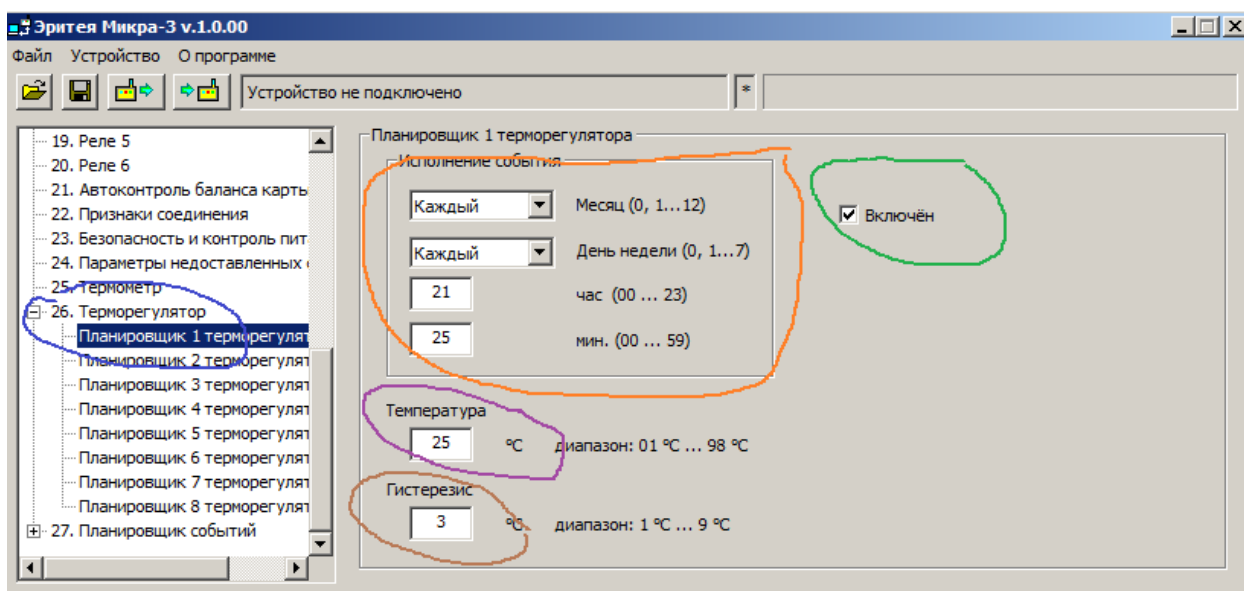 Эритея Микра-3 v.1.0.00
Файл Устройство О программе
Устройство не подключено *
19. Реле 5
20. Реле 6
21. Автоконтроль баланса карты
22. Признаки соединения
23. Безопасность и контроль пит
24. Параметры недоставленных
25. Термометр
26. Терморегулятор
Планировщик 1 терморегулят
Планировщик 2 терморегулят
Планировщик 3 терморегулят
Планировщик 4 терморегулят
Планировщик 5 терморегулят
Планировщик 6 терморегулят
Планировщик 7 терморегулят
Планировщик 8 терморегулят
27. Планировщик событий
Планировщик 1 терморегулятора
Исполнение события
Каждый Месяц (0, 1...12)
Каждый День недели (0, 1...7)
21 час (00 ... 23)
25 мин. (00 ... 59)
Включён
Температура
25 °C диапазон: 01 °C ... 98 °C
Гистерезис
3 °C диапазон: 1 °C ... 9 °C